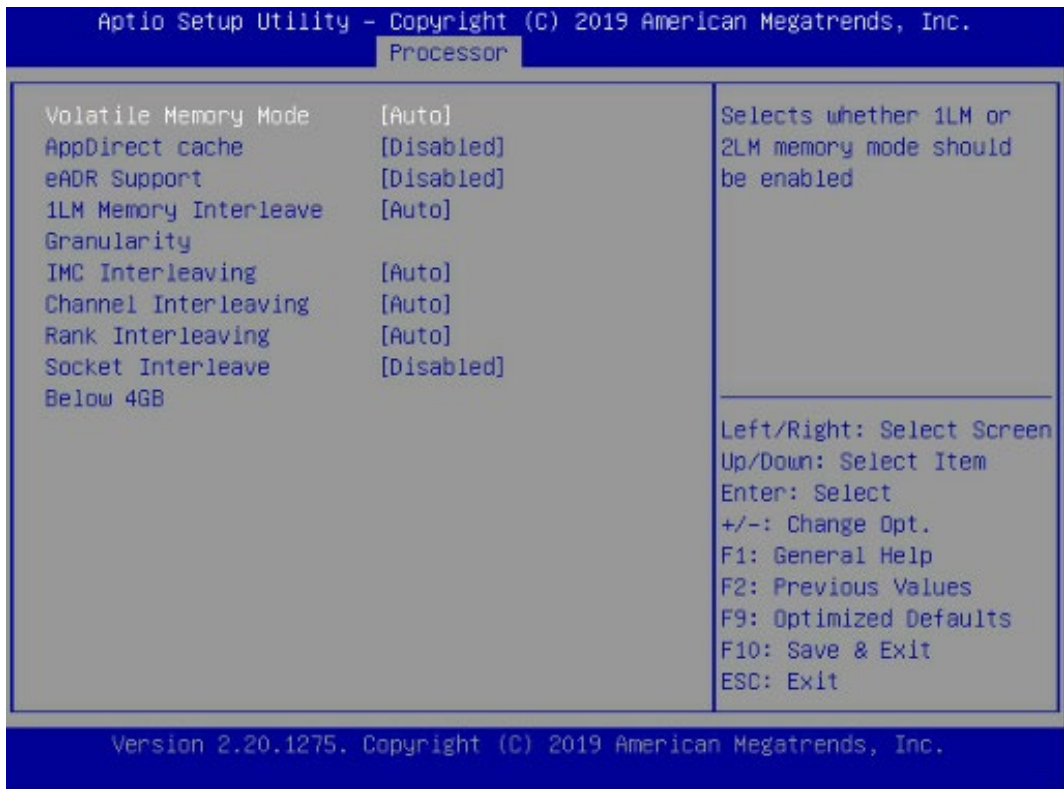 Aptio Setup Utility – Copyright (C) 2019 American Megatrends, Inc.
Processor
Volatile Memory Mode [Auto]
AppDirect cache [Disabled]
eADR Support [Disabled]
1LM Memory Interleave [Auto]
Granularity
IMC Interleaving [Auto]
Channel Interleaving [Auto]
Rank Interleaving [Auto]
Socket Interleave [Disabled]
Below 4GB
Selects whether 1LM or
2LM memory mode should
be enabled
Left/Right: Select Screen
Up/Down: Select Item
Enter: Select
+/-: Change Opt.
F1: General Help
F2: Previous Values
F9: Optimized Defaults
F10: Save & Exit
ESC: Exit
Version 2.20.1275. Copyright (C) 2019 American Megatrends, Inc.